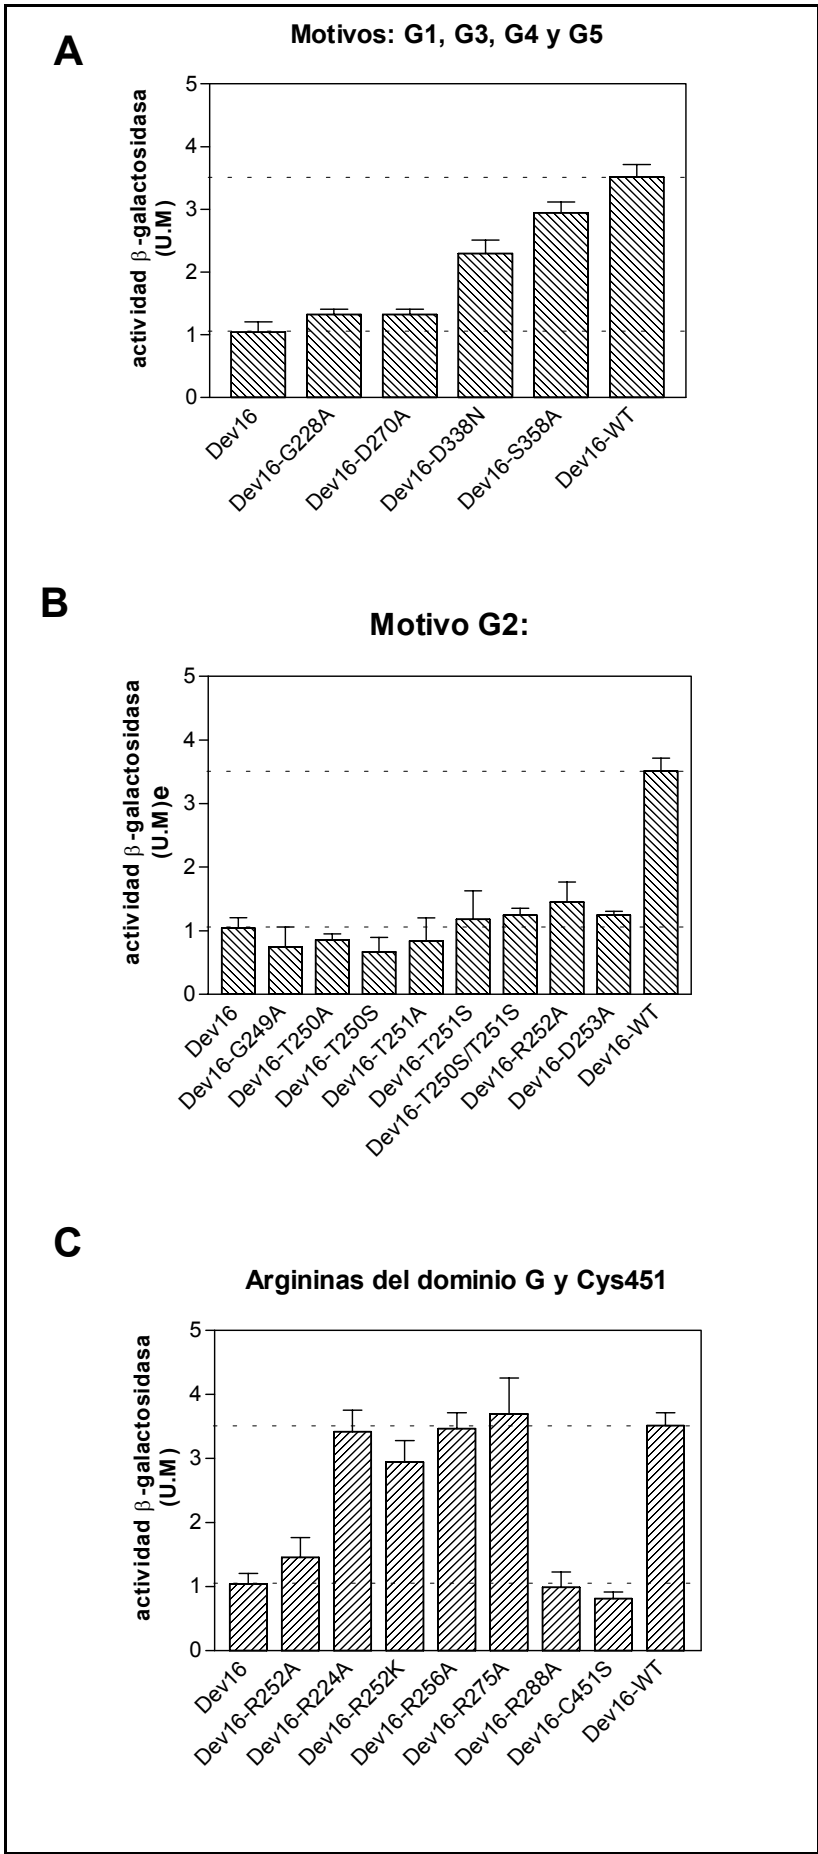 A
Motivos: G1, G3, G4 y G5
actividad β-galactosidasa
(U.M)
5
4
3
2
1
0
Dev16
Dev16-G228A
Dev16-D270A
Dev16-D338N
Dev16-S358A
Dev16-WT
B
Motivo G2:
actividad β-galactosidasa
(U.M)e
5
4
3
2
1
0
Dev16
Dev16-G249A
Dev16-T250A
Dev16-T250S
Dev16-T251A
Dev16-T251S
Dev16-T250S/T251S
Dev16-R252A
Dev16-D253A
Dev16-WT
C
Argininas del dominio G y Cys451
actividad β-galactosidasa
(U.M)
5
4
3
2
1
0
Dev16
Dev16-R252A
Dev16-R224A
Dev16-R252K
Dev16-R256A
Dev16-R275A
Dev16-R288A
Dev16-C451S
Dev16-WT